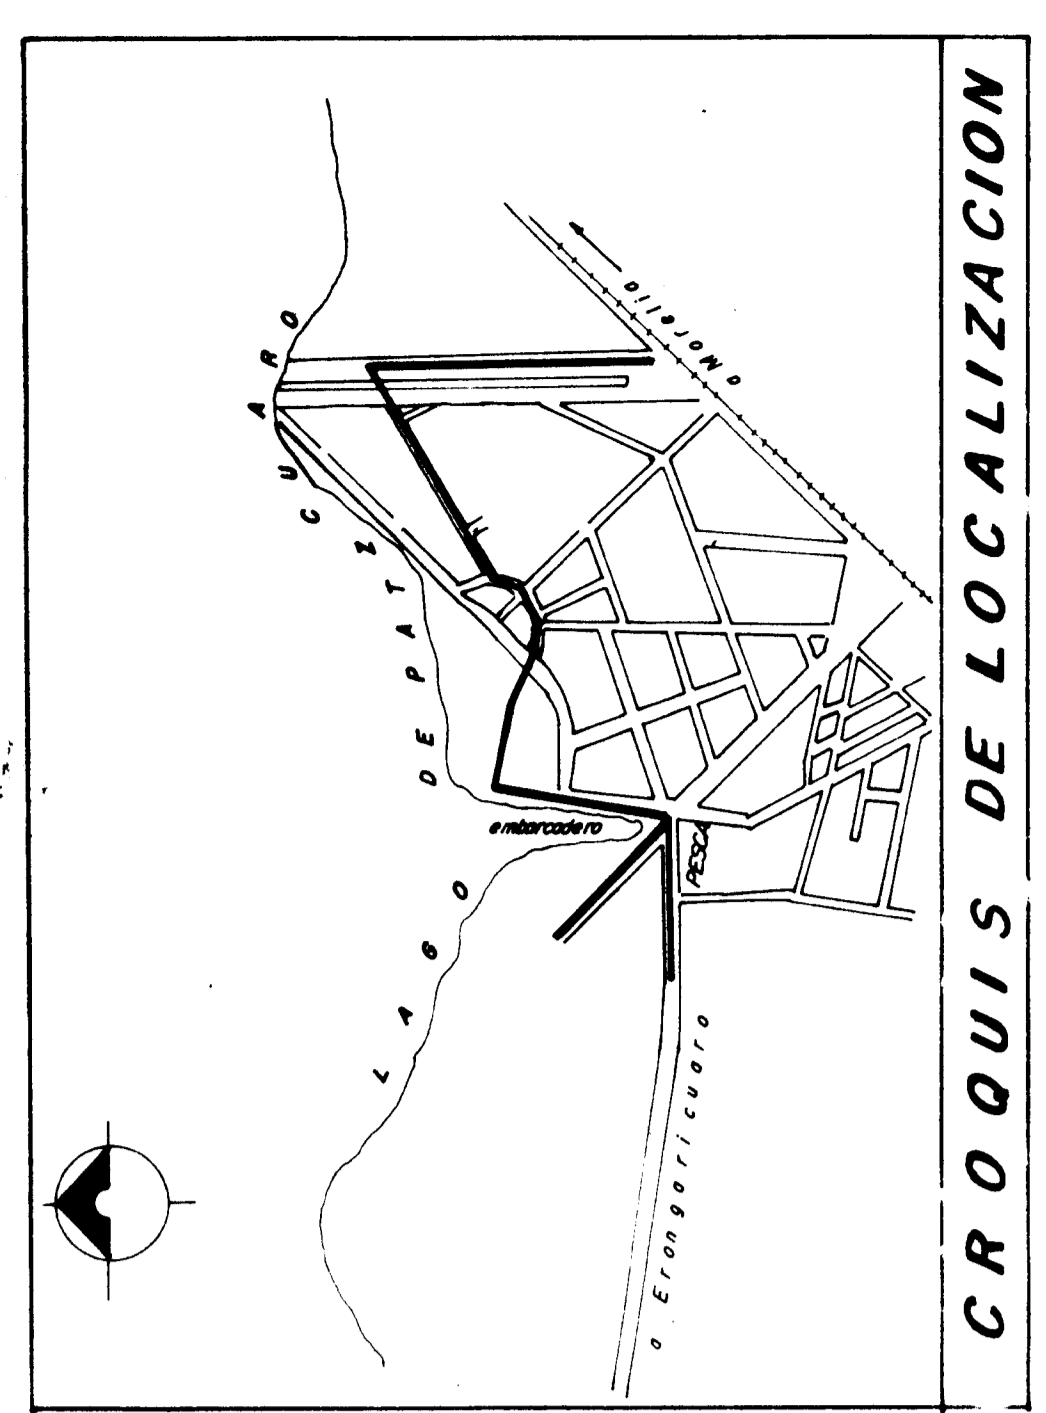 LAGO DE PATZCUARO
a Morelia
embarcadero
PESCA
a Erongaricuaro
CROQUIS DE LOCALIZACION